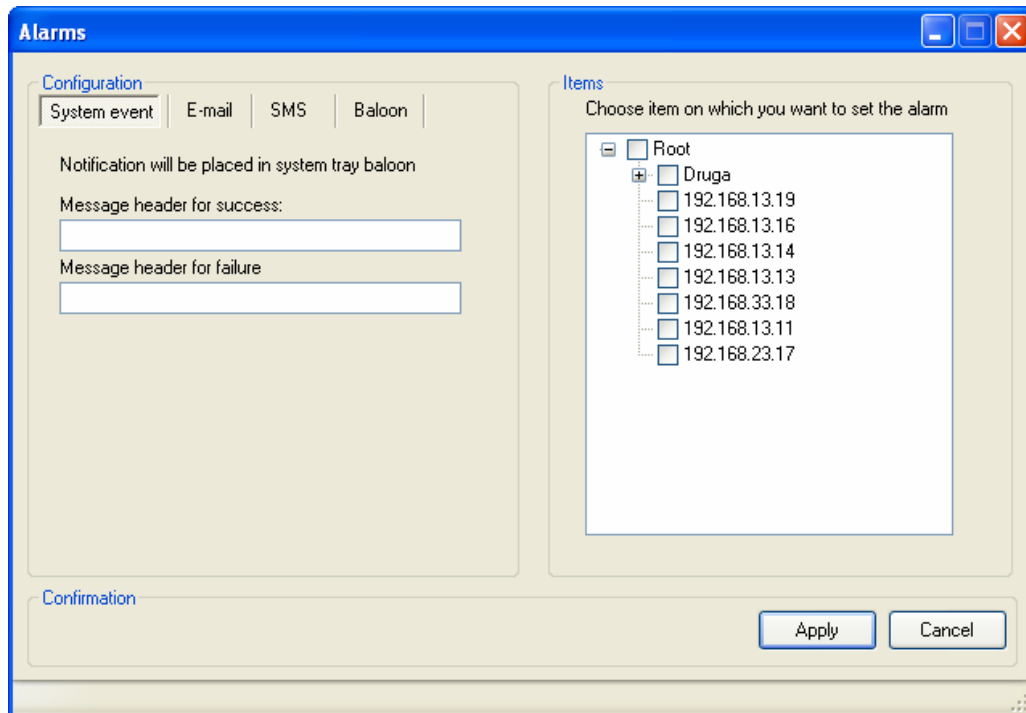 Alarms
Configuration
System event E-mail SMS Baloon
Notification will be placed in system tray baloon
Message header for success:
Message header for failure
Items
Choose item on which you want to set the alarm
Root
Druga
192.168.13.19
192.168.13.16
192.168.13.14
192.168.13.13
192.168.33.18
192.168.13.11
192.168.23.17
Confirmation
Apply Cancel